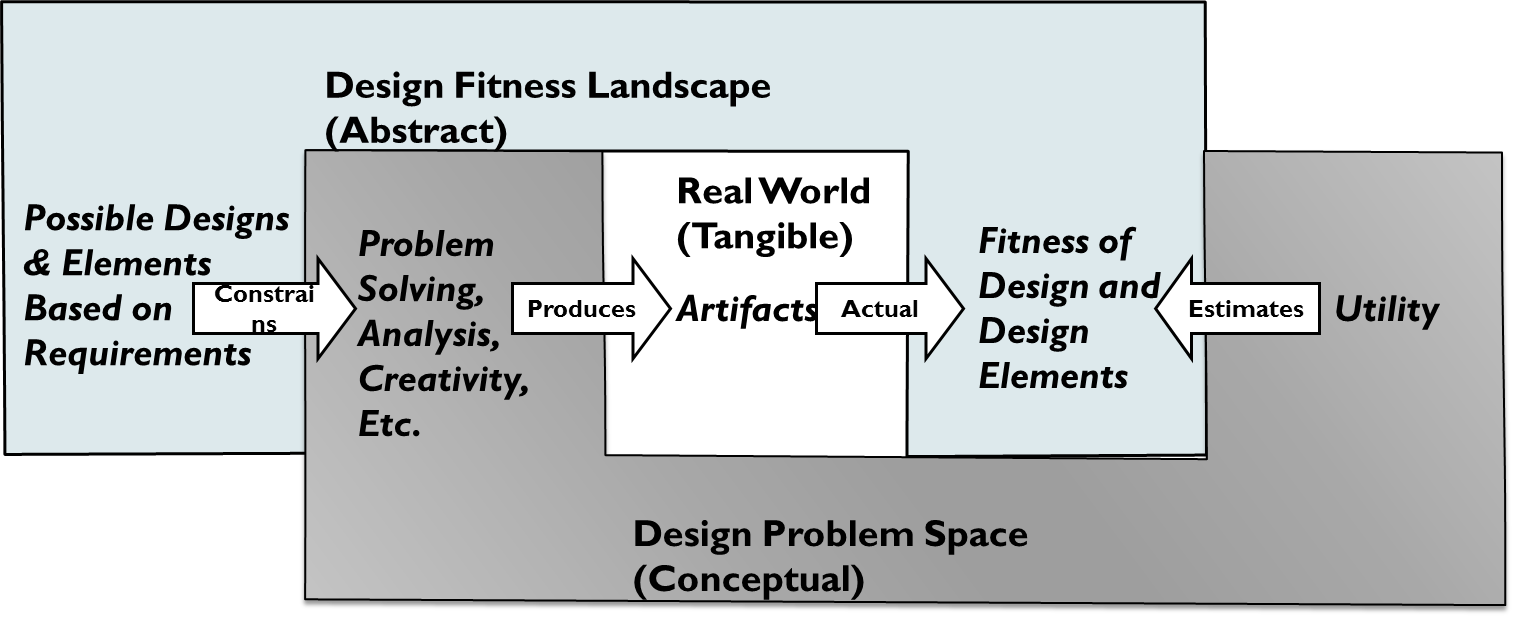 Design Fitness Landscape
(Abstract)
Possible Designs
& Elements
Based on
Requirements
Constrai
ns
Problem
Solving,
Analysis,
Creativity,
Etc.
Produces
Real World
(Tangible)
Artifacts
Actual
Fitness of
Design and
Design
Elements
Estimates
Utility
Design Problem Space
(Conceptual)